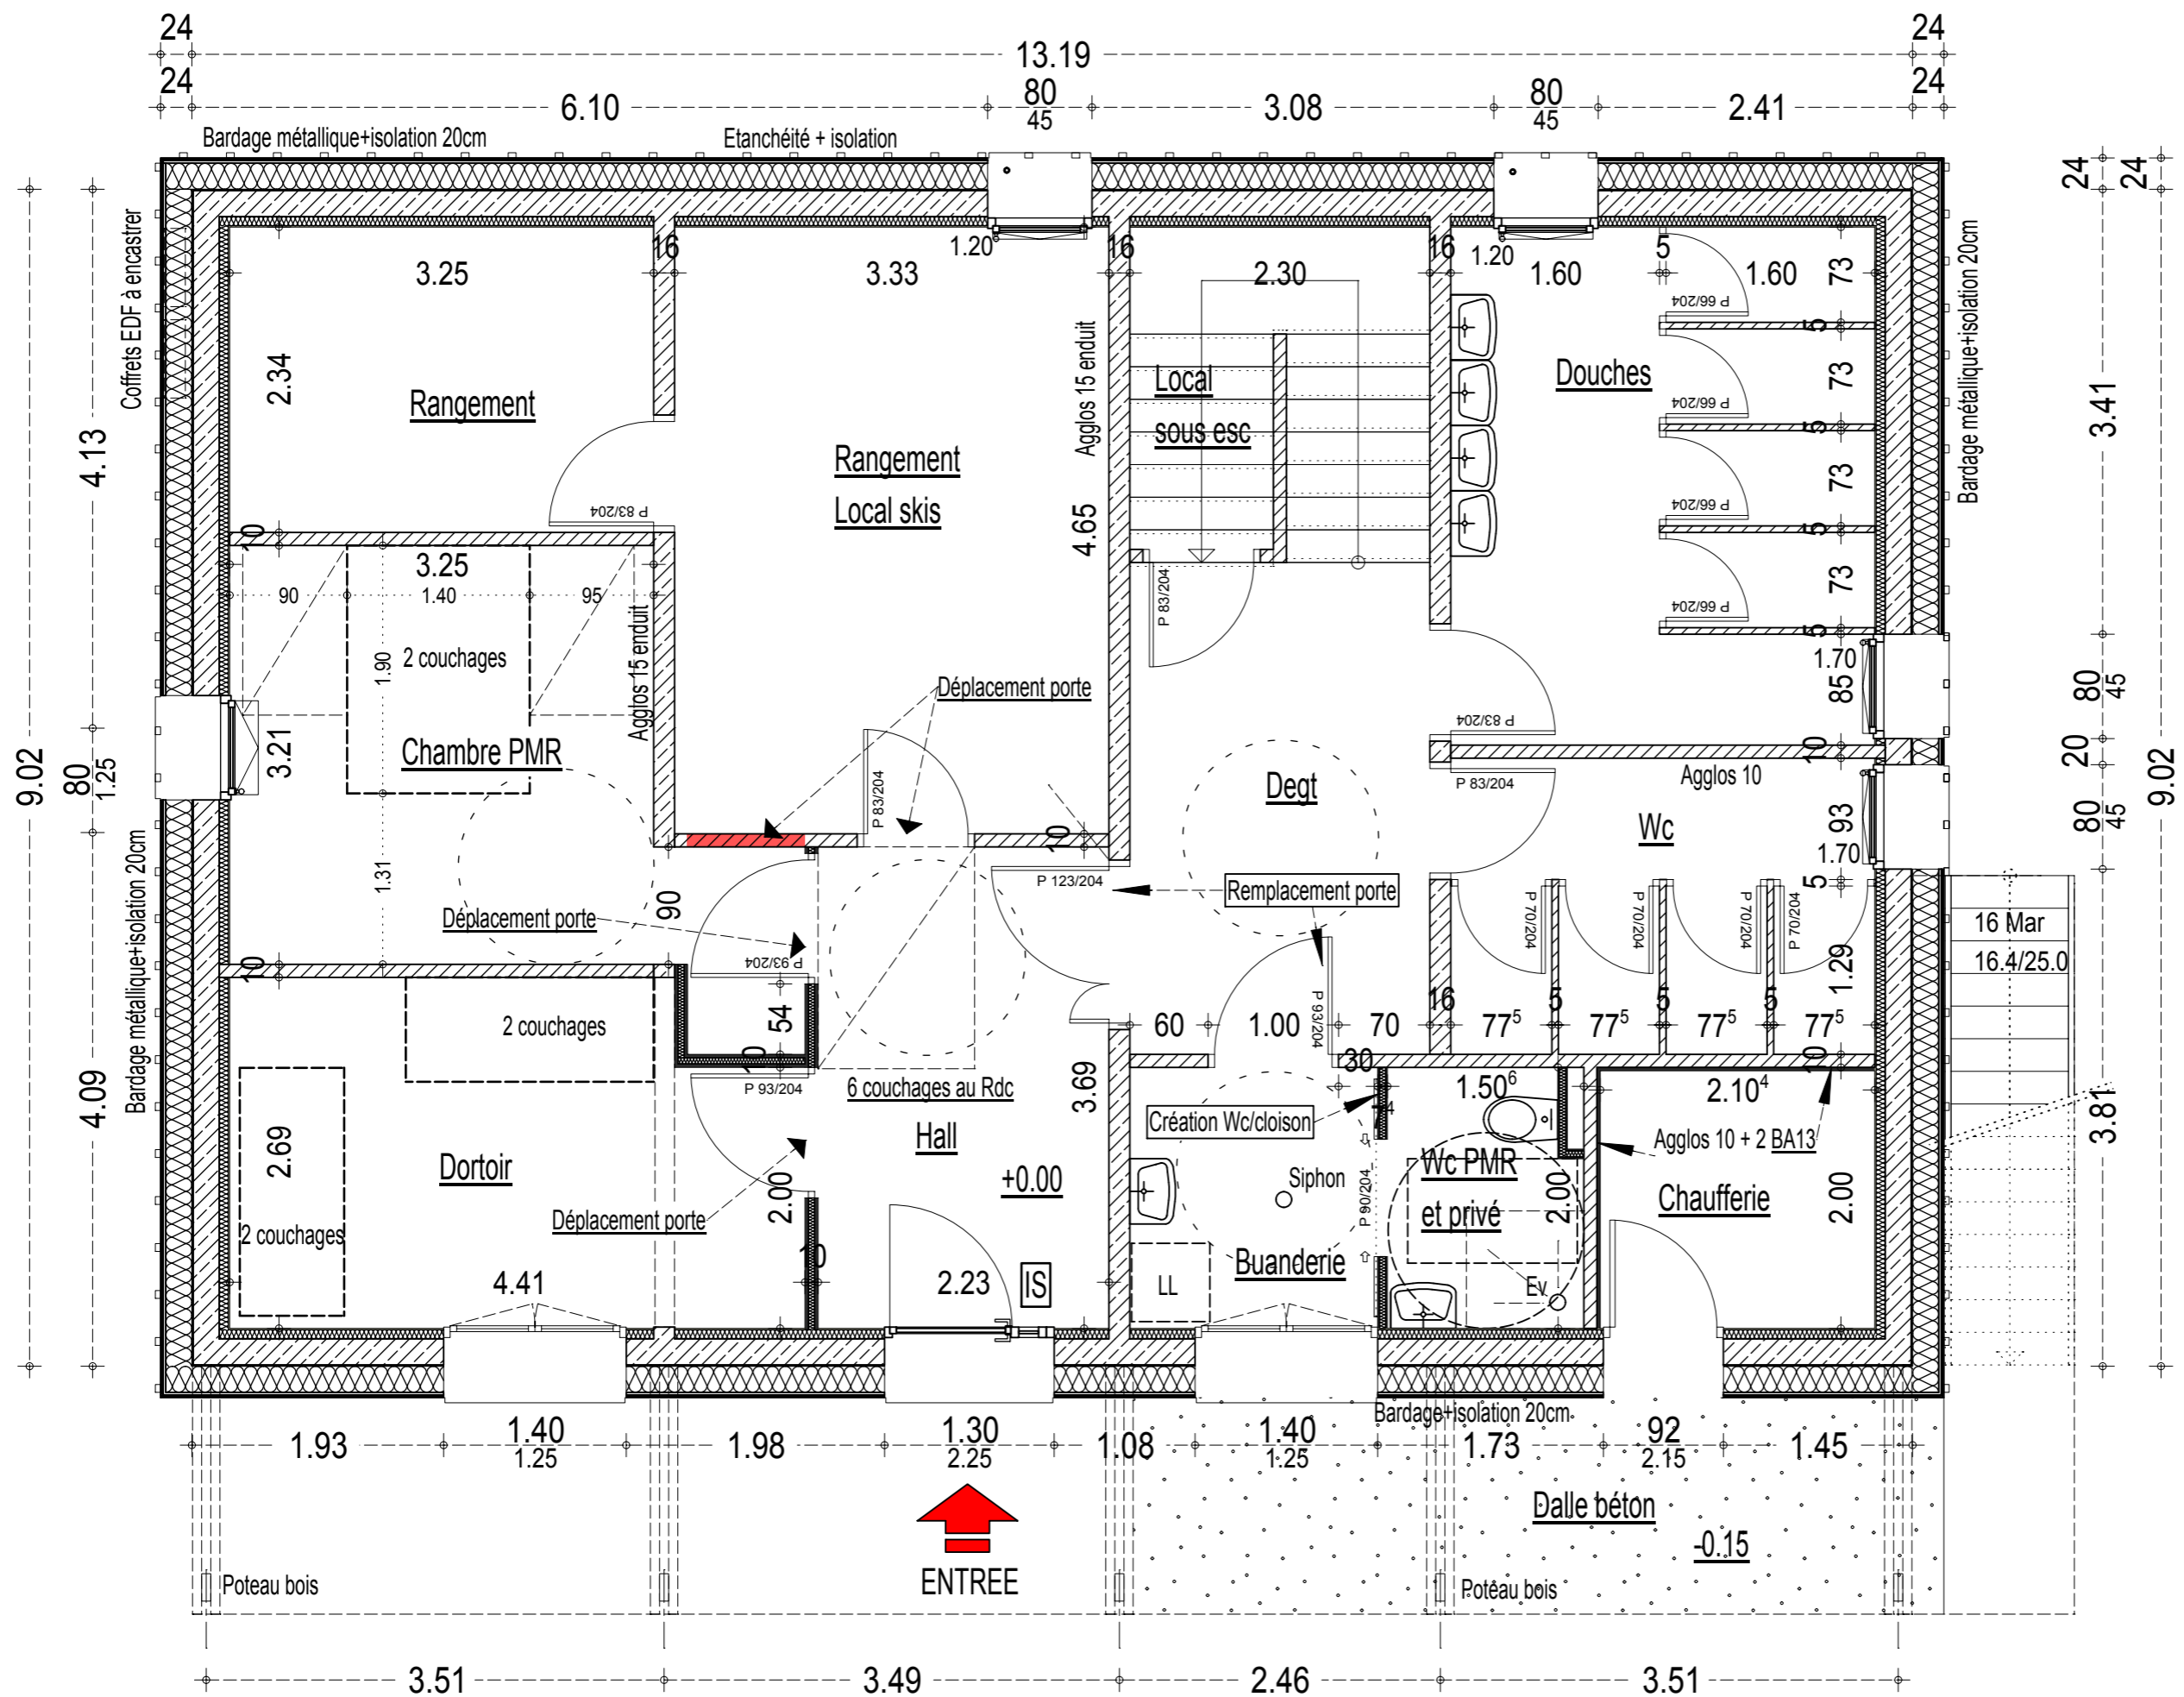 24
13.19
24
24
6.10
80
45
3.08
80
45
2.41
24
Bardage métallique+isolation 20cm
Etanchéité + isolation
24
24
Coffrets EDF à encastrer
Bardage métallique+isolation 20cm
16
1.20
16
16
1.20
5
3.25
3.33
2.30
1.60
1.60
73
P 66/204
5
2.34
Rangement
Agglos 15 enduit
Local
sous esc
Douches
73
P 66/204
5
3.41
4.13
Rangement
Local skis
73
P 66/204
5
P 83/204
4.65
10
3.25
90
1.40
95
P 83/204
73
P 66/204
5
2 couchages
1.90
Agglos 15 enduit
Déplacement porte
1.70
85
80
45
P 83/204
Chambre PMR
3.21
9.02
80
1.25
P 83/204
Degt
P 83/204
Agglos 10
10
20
9.02
Wc
93
1.70
80
45
10
Bardage métallique+isolation 20cm
1.31
P 123/204
Remplacement porte
5
90
Déplacement porte
P 93/204
P 70/204
P 70/204
P 70/204
P 70/204
1.29
16 Mar
16.4/25.0
10
2 couchages
54
10
60
1.00
P 93/204
70
16
77⁵
5
77⁵
5
77⁵
5
77⁵
10
30
P 93/204
6 couchages au Rdc
3.69
1.50⁶
2.10⁴
4.09
Création Wc/cloison
7⁴
Agglos 10 + 2 BA13
3.81
Hall
2.69
Dortoir
+0.00
Siphon
Wc PMR
et privé
P 90/204
2.00
Chaufferie
2.00
Déplacement porte
2.00
2 couchages
10
4.41
2.23
IS
LL
Buanderie
Ev
Bardage+isolation 20cm
1.93
1.40
1.25
1.98
1.30
2.25
1.08
1.40
1.25
1.73
92
2.15
1.45
Dalle béton
-0.15
ENTREE
Poteau bois
Poteau bois
3.51
3.49
2.46
3.51